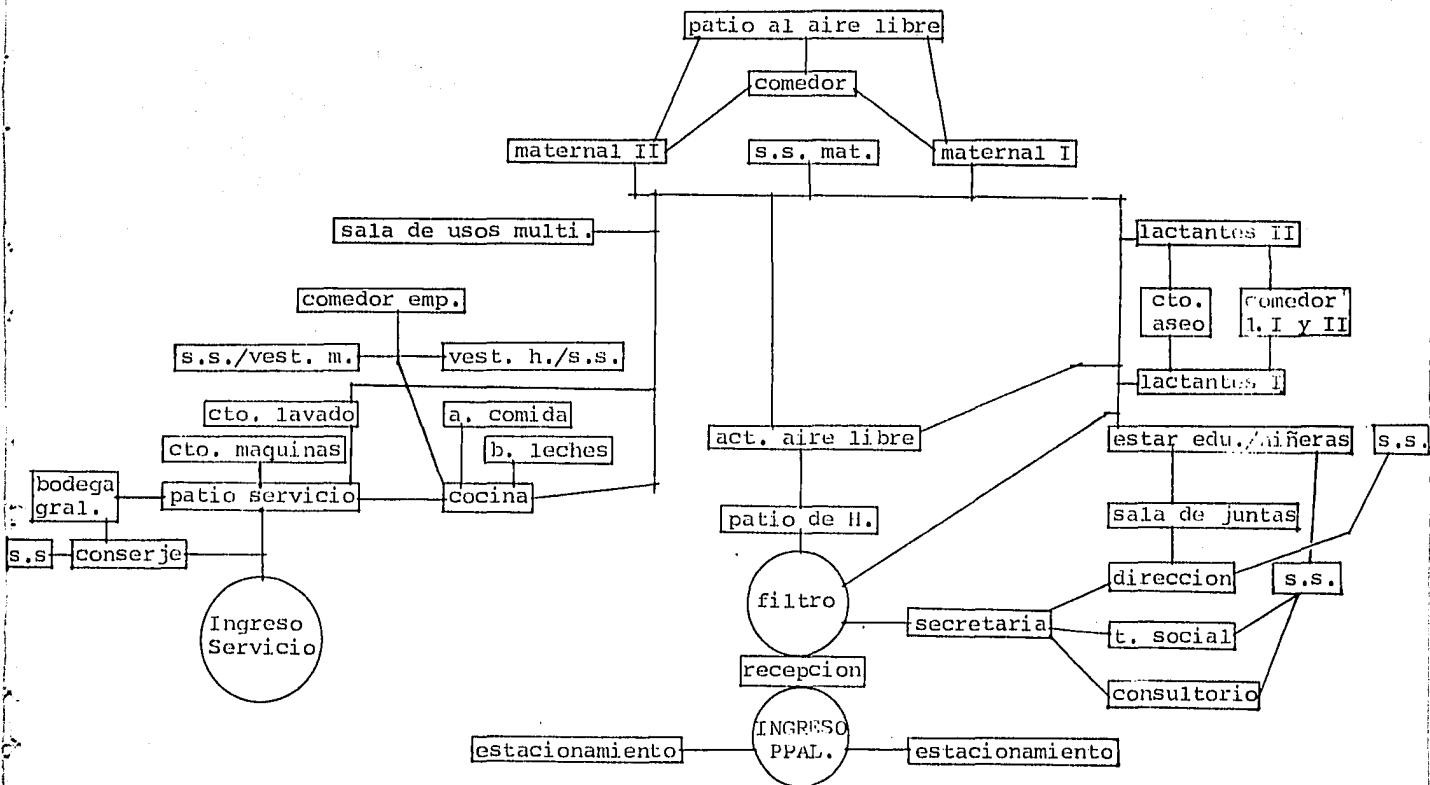 patio al aire libre
comedor
maternal II
s.s. mat.
maternal I
sala de usos multi.
lactantes II
comedor emp.
cto.
aseo
comedor
l. I y II
s.s./vest. m.
vest. h./s.s.
lactantes I
cto. lavado
a. comida
act. aire libre
estar edu./niñeras
s.s.
cto. maquinas
b. leches
bodega
gral.
patio servicio
cocina
patio de H.
sala de juntas
s.s
conserje
direccion
s.s.
filtro
Ingreso
Servicio
secretaria
t. social
recepcion
consultorio
INGRESO
PPAL.
estacionamiento
estacionamiento